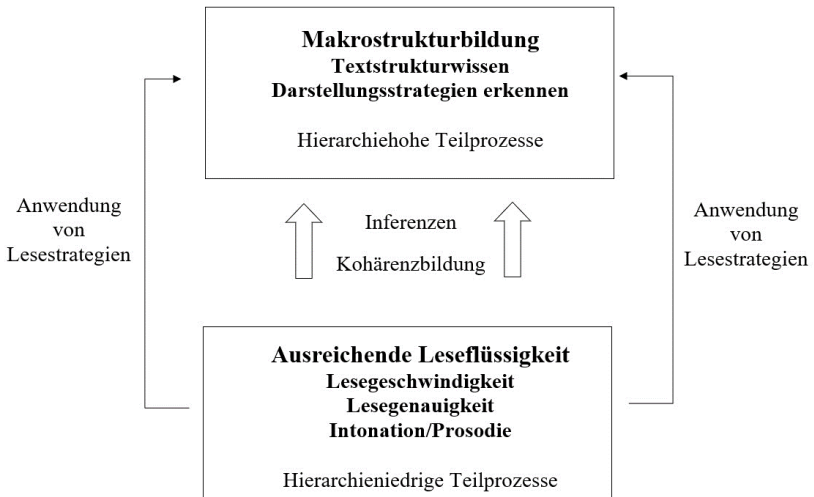 Makrostrukturbildung
Textstrukturwissen
Darstellungsstrategien erkennen
Hierarchiehohe Teilprozesse
Anwendung
von
Lesestrategien
Inferenzen
Kohärenzbildung
Anwendung
von
Lesestrategien
Ausreichende Leseflüssigkeit
Lesegeschwindigkeit
Lesegenauigkeit
Intonation/Prosodie
Hierarchieniedrige Teilprozesse